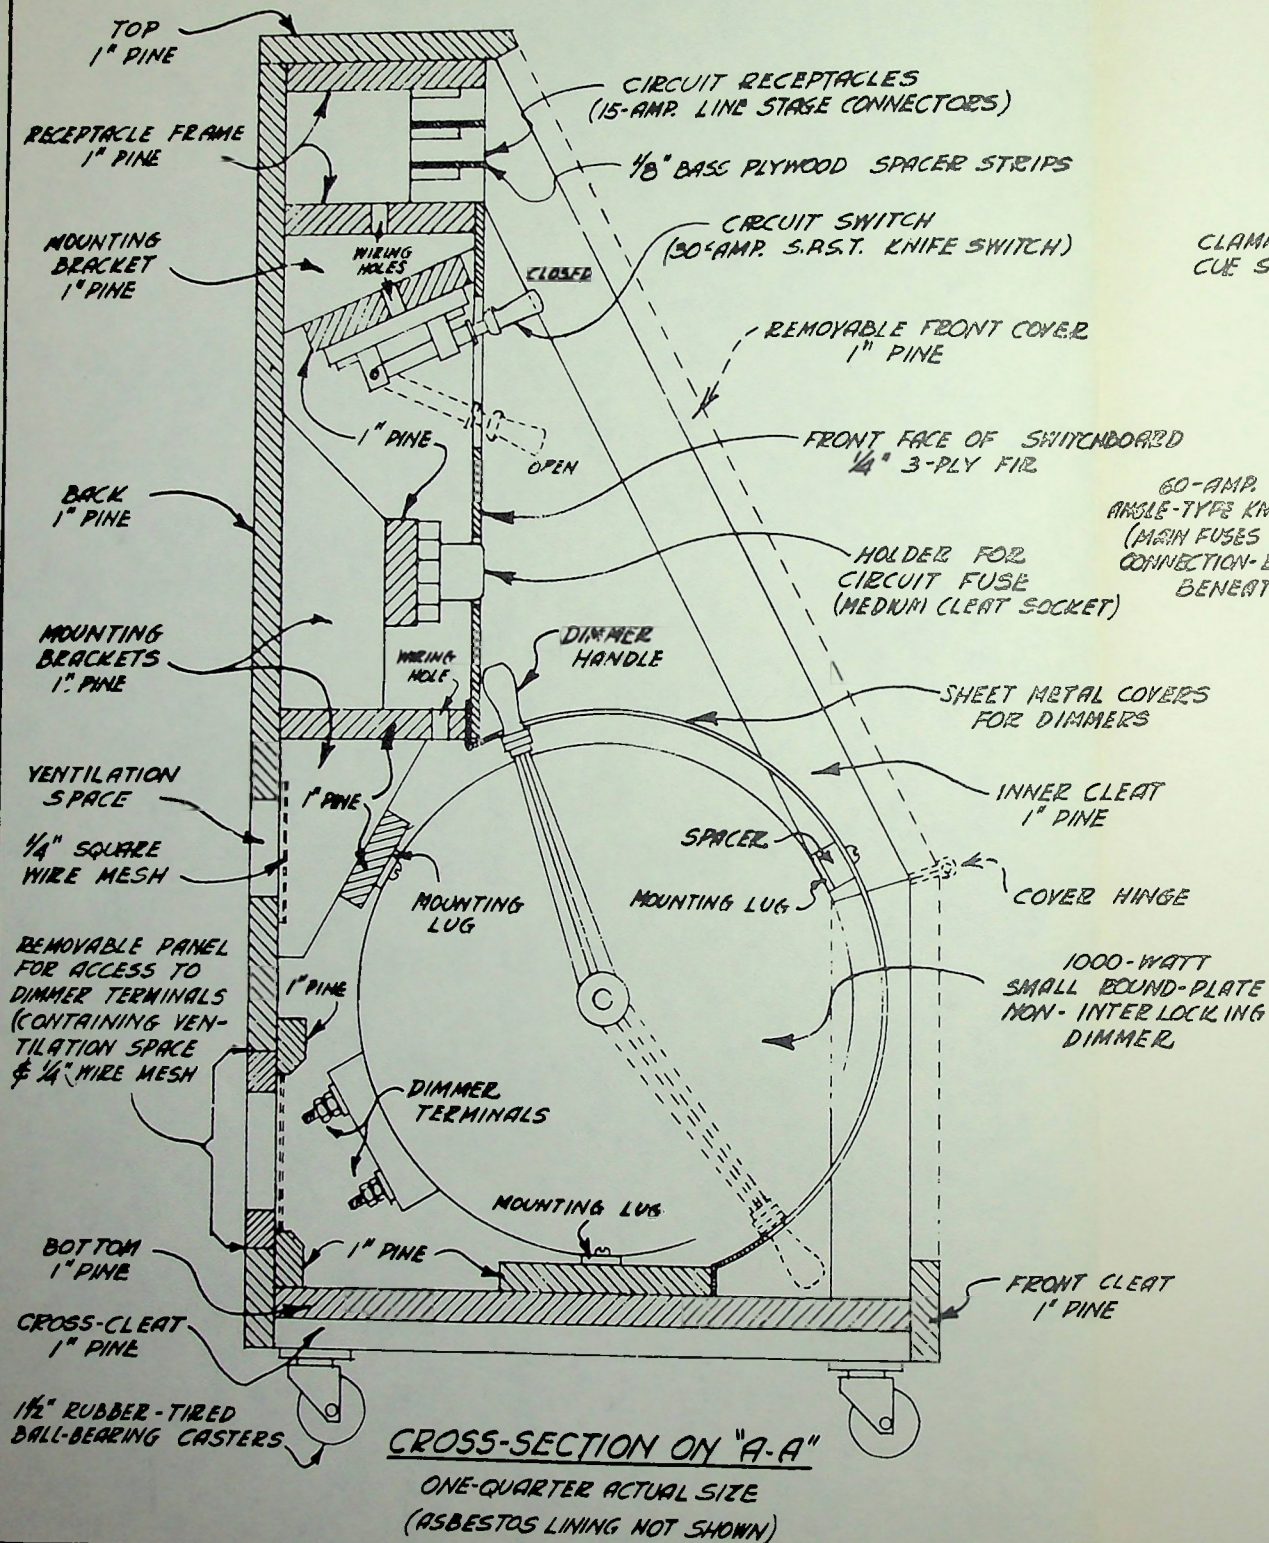 TOP
1" PINE
CIRCUIT RECEPTACLES
(15-AMP. LINE STAGE CONNECTORS)
RECEPTACLE FRAME
1" PINE
1/8" BASS PLYWOOD SPACER STRIPS
CIRCUIT SWITCH
(30-AMP. S.P.S.T. KNIFE SWITCH)
MOUNTING
BRACKET
1" PINE
WIRING
HOLES
CLOSED
CLAM
CUE S
REMOVABLE FRONT COVER
1" PINE
1" PINE
OPEN
FRONT FACE OF SWITCHBOARD
1/4" 3-PLY FIR
BACK
1" PINE
60-AMP.
ANGLE-TYPE KN
(MAIN FUSES
CONNECTION-
BENEAT
HOLDER FOR
CIRCUIT FUSE
(MEDIUM CLEAT SOCKET)
MOUNTING
BRACKETS
1" PINE
WIRING
HOLE
DIMMER
HANDLE
SHEET METAL COVERS
FOR DIMMERS
VENTILATION
SPACE
1" PINE
INNER CLEAT
1" PINE
1/4" SQUARE
WIRE MESH
SPACER
MOUNTING
LUG
MOUNTING LUG
COVER HINGE
REMOVABLE PANEL
FOR ACCESS TO
DIMMER TERMINALS
(CONTAINING VEN-
TILATION SPACE
& 1/4" WIRE MESH
1" PINE
1000-WATT
SMALL ROUND-PLATE
NON-INTERLOCKING
DIMMER
DIMMER
TERMINALS
MOUNTING LUG
BOTTOM
1" PINE
1" PINE
FRONT CLEAT
1" PINE
CROSS-CLEAT
1" PINE
1 1/2" RUBBER-TIRED
BALL-BEARING CASTERS
CROSS-SECTION ON "A-A"
ONE-QUARTER ACTUAL SIZE
(ASBESTOS LINING NOT SHOWN)